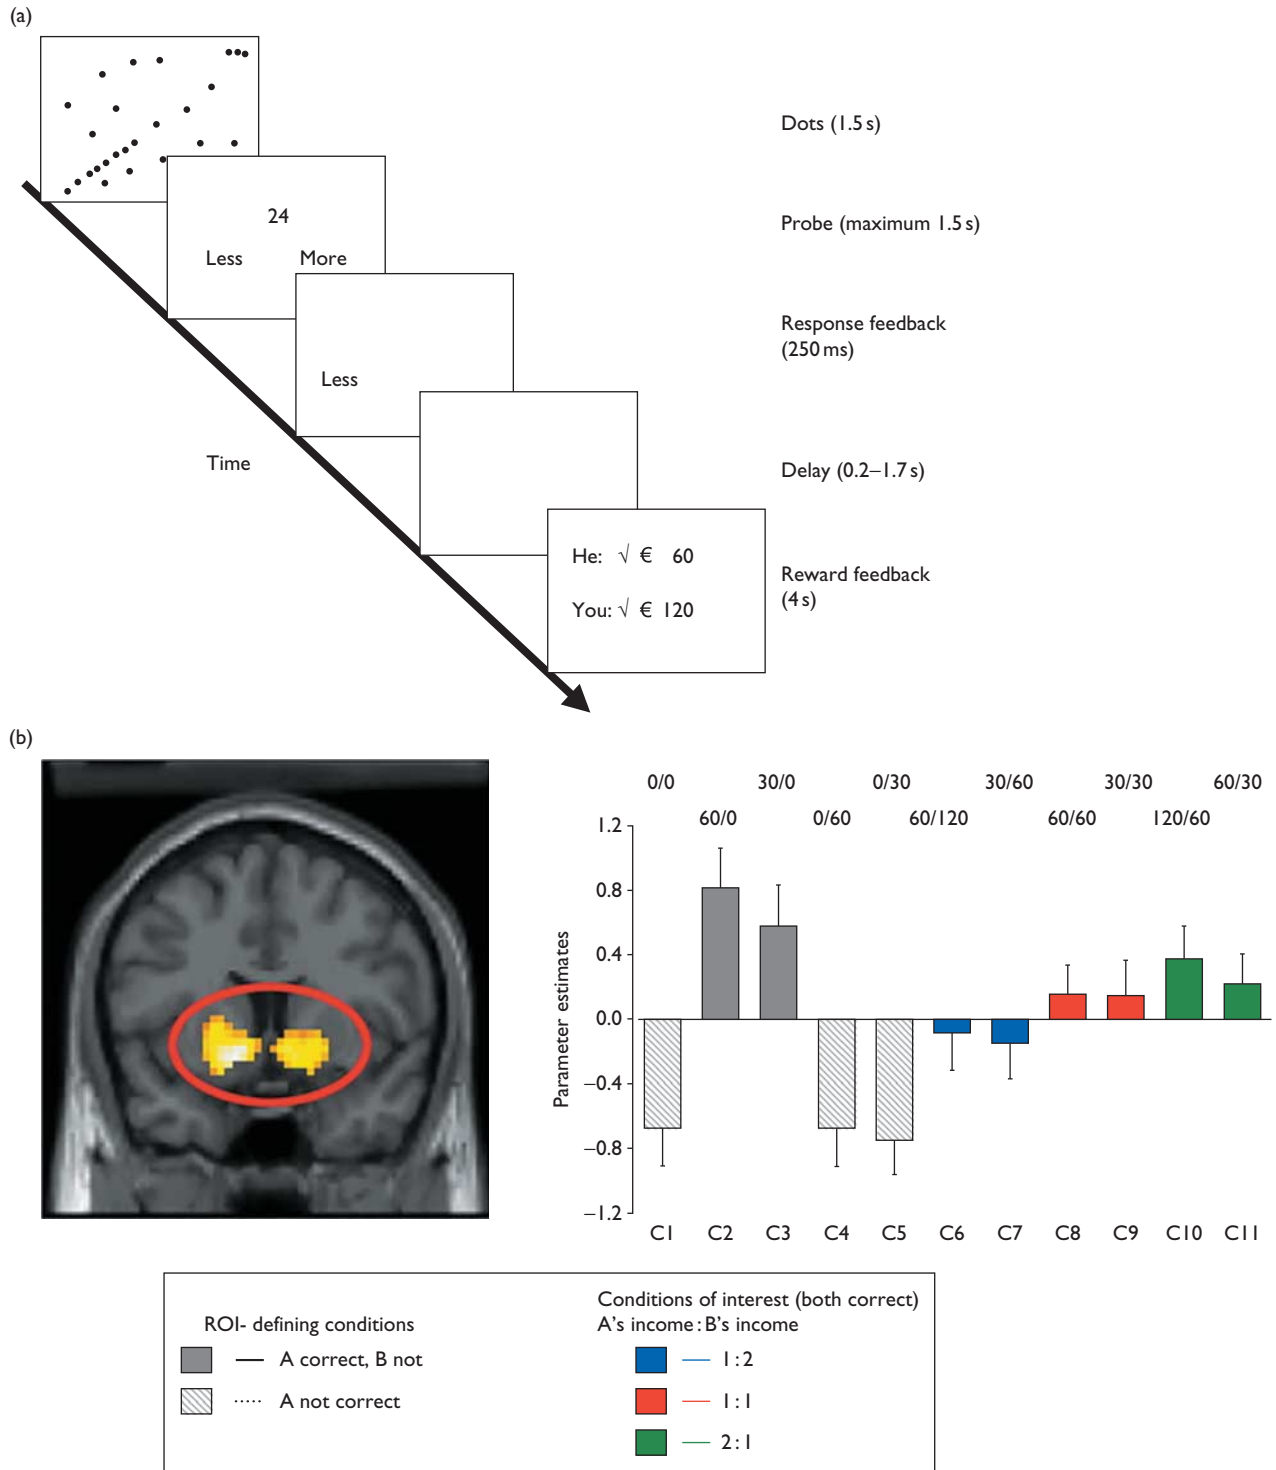 (a)
Dots (1.5 s)
24
Less More
Probe (maximum 1.5 s)
Less
Response feedback
(250 ms)
Time
Delay (0.2–1.7 s)
He: √ € 60
You: √ € 120
Reward feedback
(4 s)
(b)
0/0 30/0 0/30 30/60 30/30 60/30
60/0 0/60 60/120 60/60 120/60
1.2
0.8
0.4
0.0
−0.4
−0.8
−1.2
Parameter estimates
C1 C2 C3 C4 C5 C6 C7 C8 C9 C10 C11
ROI- defining conditions
A correct, B not
A not correct
Conditions of interest (both correct)
A's income : B's income
1 : 2
1 : 1
2 : 1